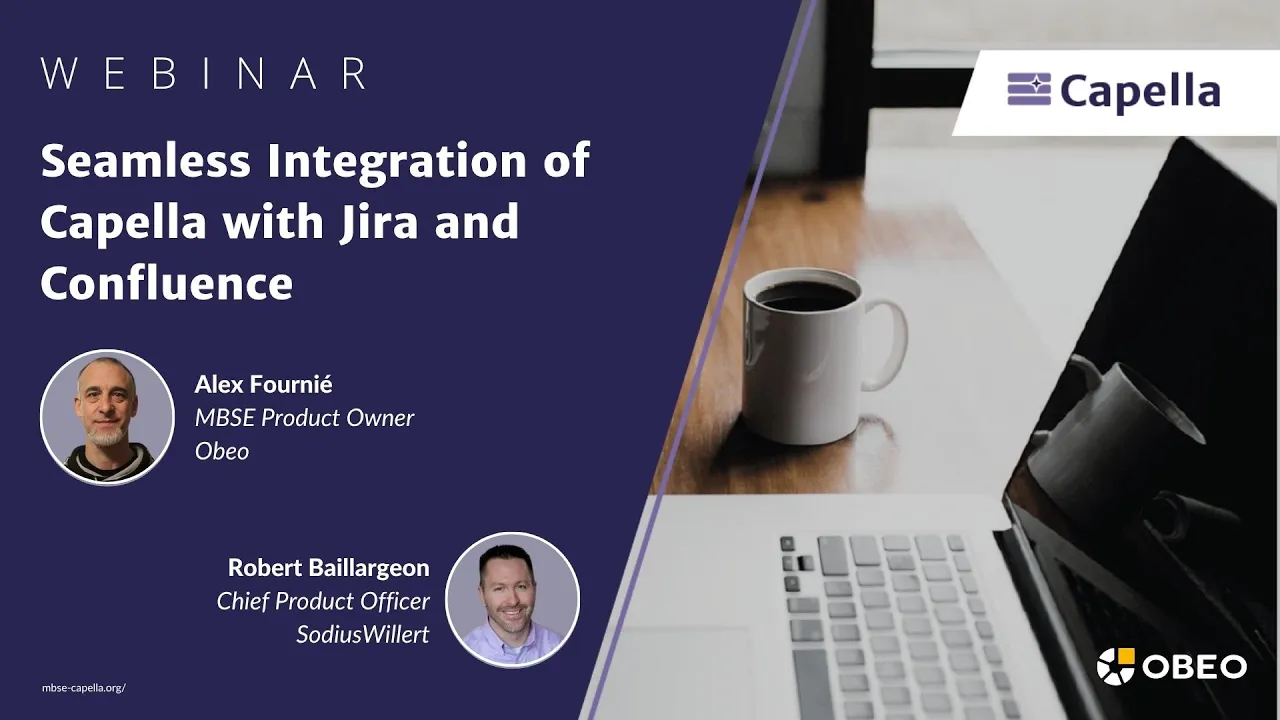 WEBINAR
Capella
Seamless Integration of
Capella with Jira and
Confluence
Alex Fournié
MBSE Product Owner
Obeo
Robert Baillargeon
Chief Product Officer
SodiusWillert
mbse-capella.org/
OBEO